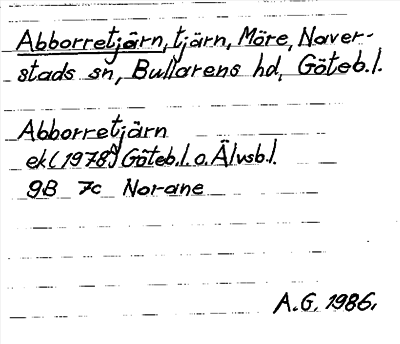 Abborretjärn, tjärn, Möre, Naver-
stads sn, Bullarens hd, Göteb.l.
Abborretjärn
ek (1978) Göteb.l.o.Älvsb.l.
9B 7c Norane
A.G. 1986.